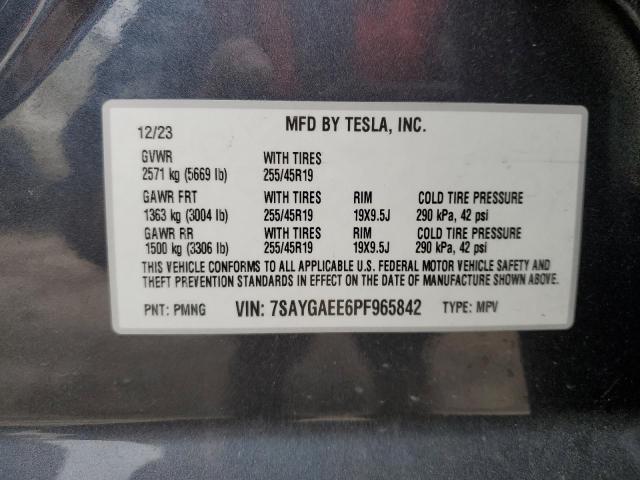 12/23 MFD BY TESLA, INC.
GVWR WITH TIRES
2571 kg (5669 lb) 255/45R19
GAWR FRT WITH TIRES RIM COLD TIRE PRESSURE
1363 kg (3004 lb) 255/45R19 19X9.5J 290 kPa, 42 psi
GAWR RR WITH TIRES RIM COLD TIRE PRESSURE
1500 kg (3306 lb) 255/45R19 19X9.5J 290 kPa, 42 psi
THIS VEHICLE CONFORMS TO ALL APPLICABLE U.S. FEDERAL MOTOR VEHICLE SAFETY AND
THEFT PREVENTION STANDARDS IN EFFECT ON THE DATE OF MANUFACTURE SHOWN ABOVE.
PNT: PMNG VIN: 7SAYGAEE6PF965842 TYPE: MPV